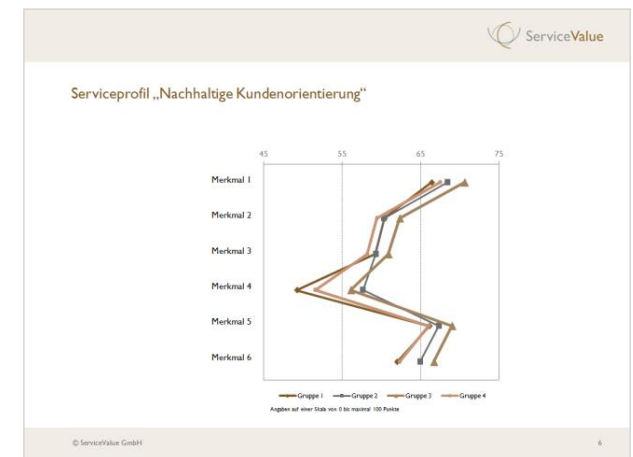 ServiceValue
Serviceprofil „Nachhaltige Kundenorientierung“
45 55 65 75
Merkmal 1
Merkmal 2
Merkmal 3
Merkmal 4
Merkmal 5
Merkmal 6
Gruppe 1 Gruppe 2 Gruppe 3 Gruppe 4
Angaben auf einer Skala von 0 bis maximal 100 Punkte
© ServiceValue GmbH 6